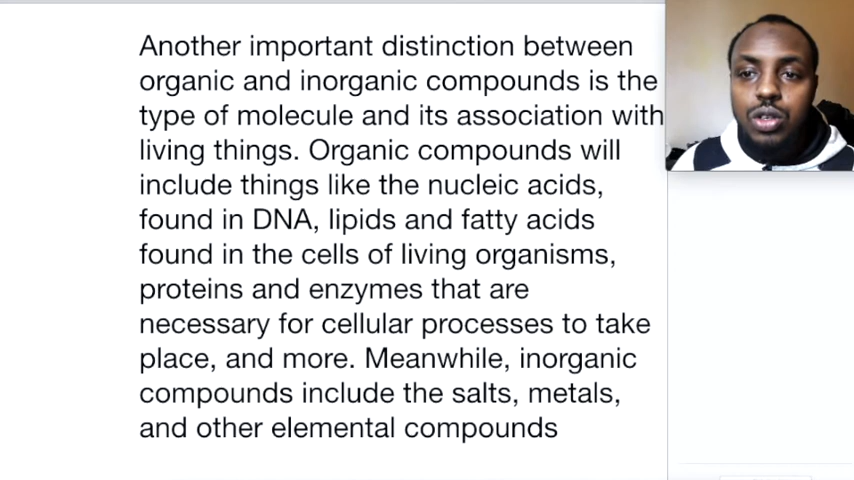 Another important distinction between
organic and inorganic compounds is the
type of molecule and its association with
living things. Organic compounds will
include things like the nucleic acids,
found in DNA, lipids and fatty acids
found in the cells of living organisms,
proteins and enzymes that are
necessary for cellular processes to take
place, and more. Meanwhile, inorganic
compounds include the salts, metals,
and other elemental compounds